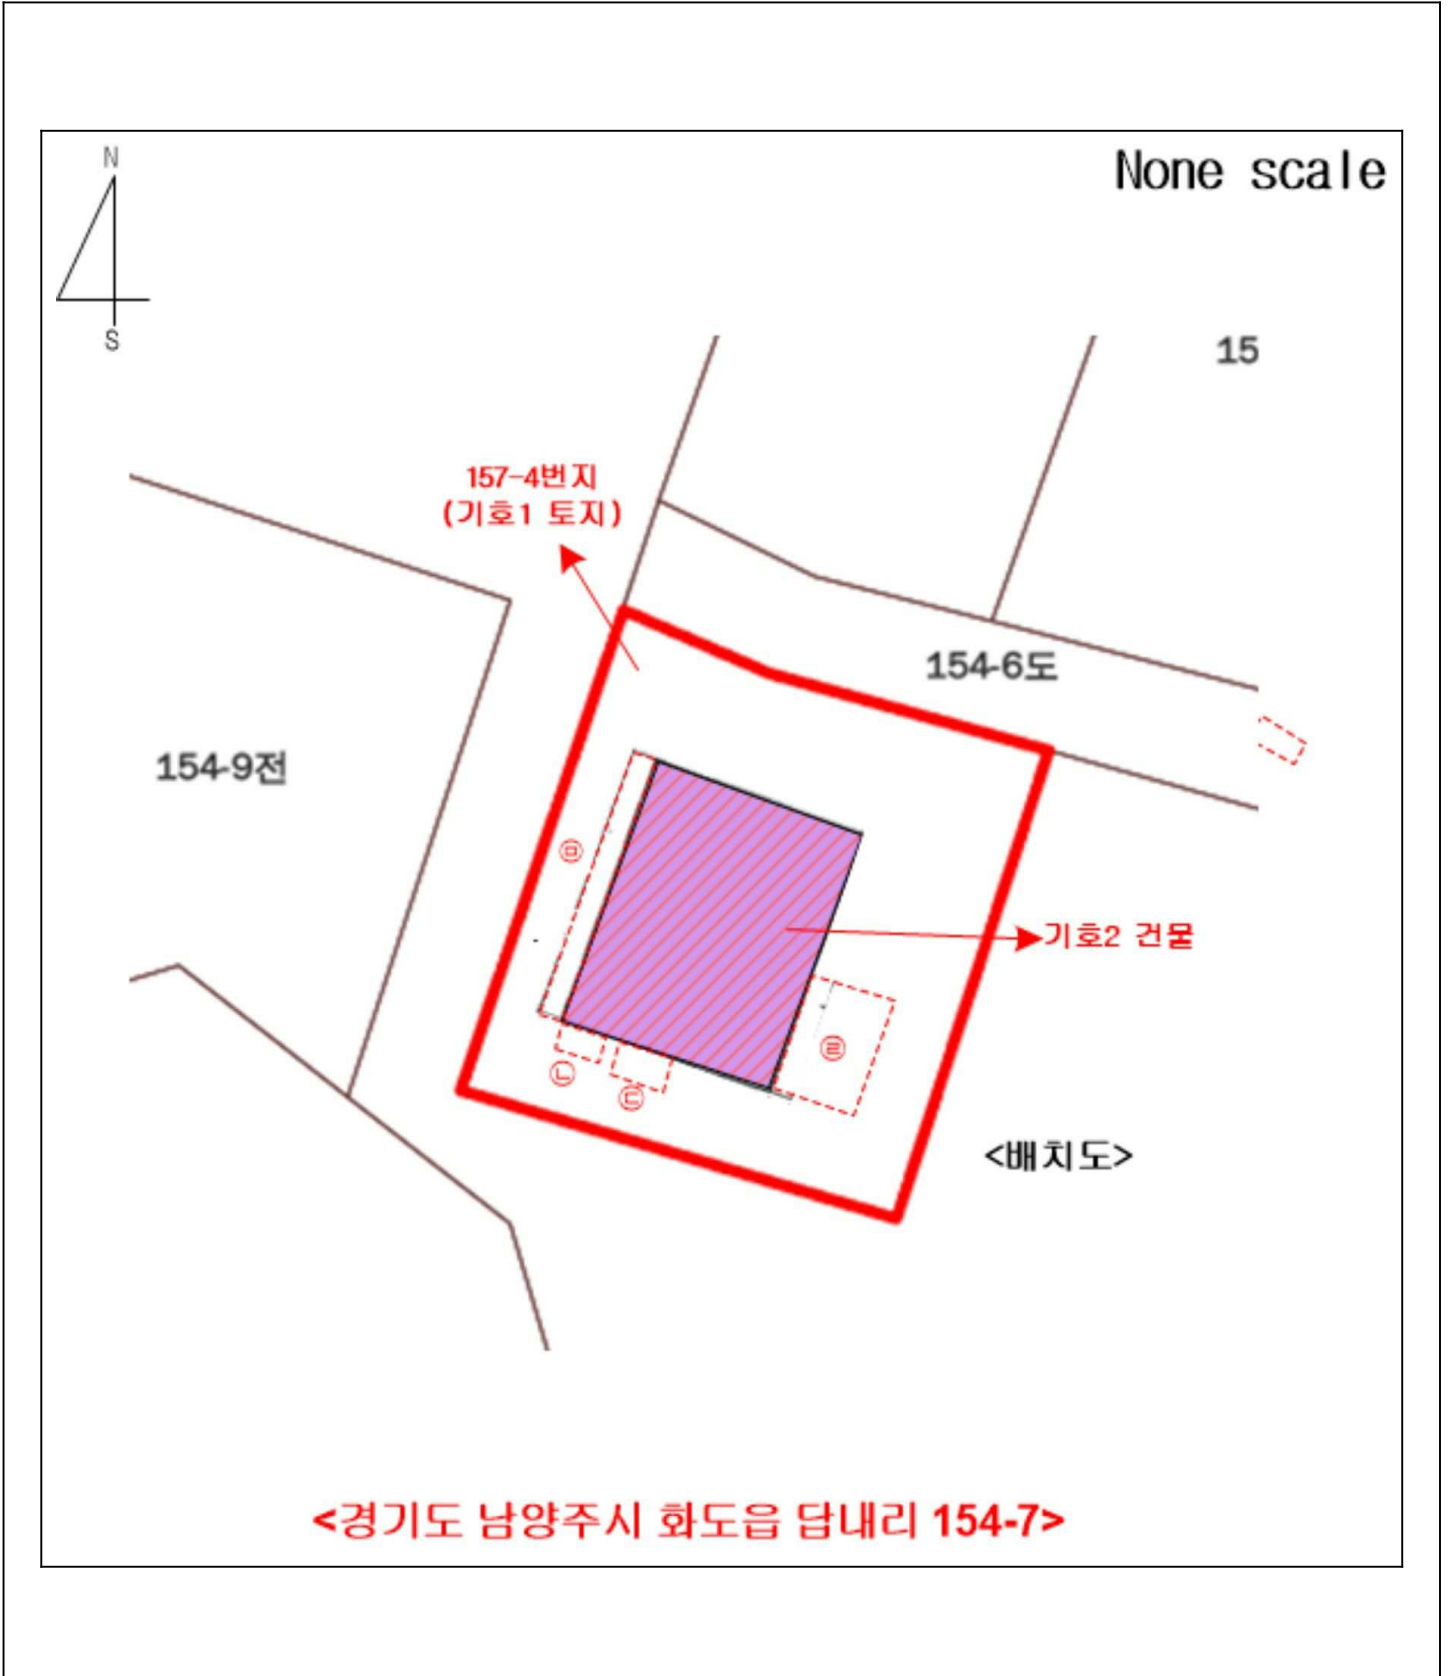 N
None scale
S
15
157-4번지
(기호1 토지)
154-6도
154-9전
㉤
기호2 건물
㉣
㉡
㉢
<배치도>
<경기도 남양주시 화도읍 답내리 154-7>